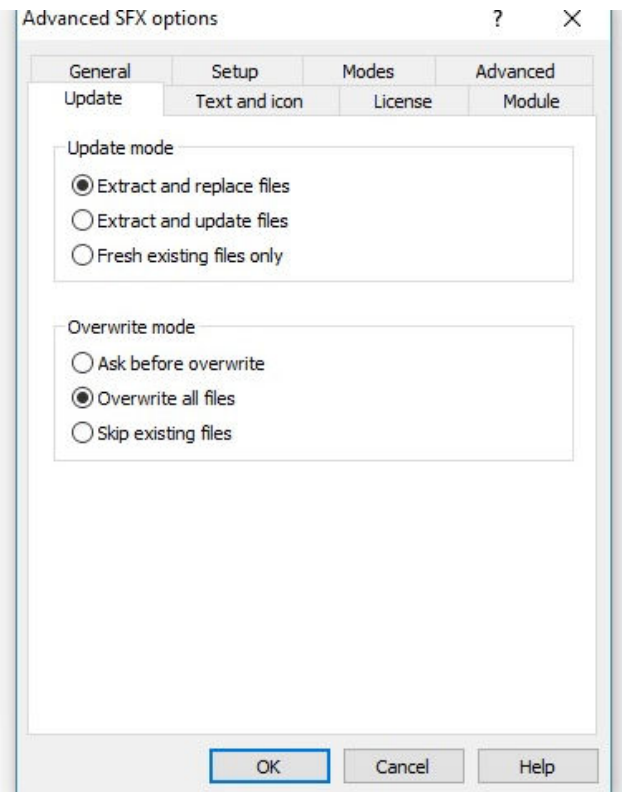 Advanced SFX options ?
General Setup Modes Advanced
Update Text and icon License Module
Update mode
Extract and replace files
Extract and update files
Fresh existing files only
Overwrite mode
Ask before overwrite
Overwrite all files
Skip existing files
OK Cancel Help